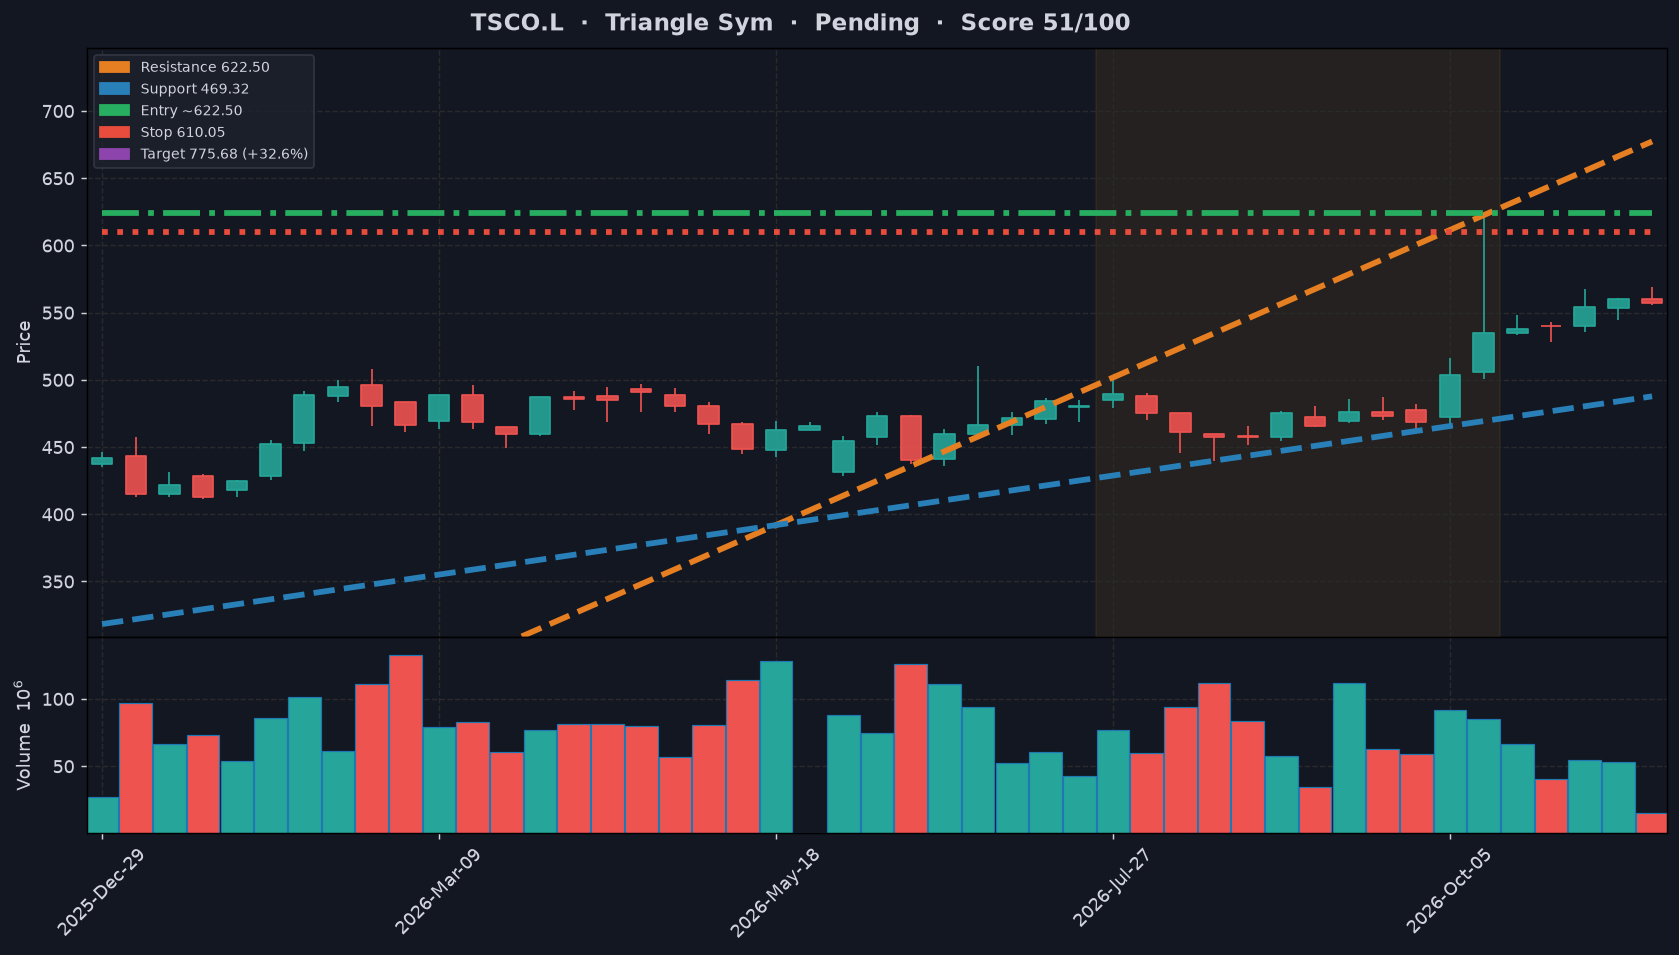 TSCO.L · Triangle Sym · Pending · Score 51/100
Resistance 622.50
Support 469.32
Entry ~622.50
Stop 610.05
Target 775.68 (+32.6%)
Price
700
650
600
550
500
450
400
350
Volume 10⁶
100
50
2025-Dec-29
2026-Mar-09
2026-May-18
2026-Jul-27
2026-Oct-05